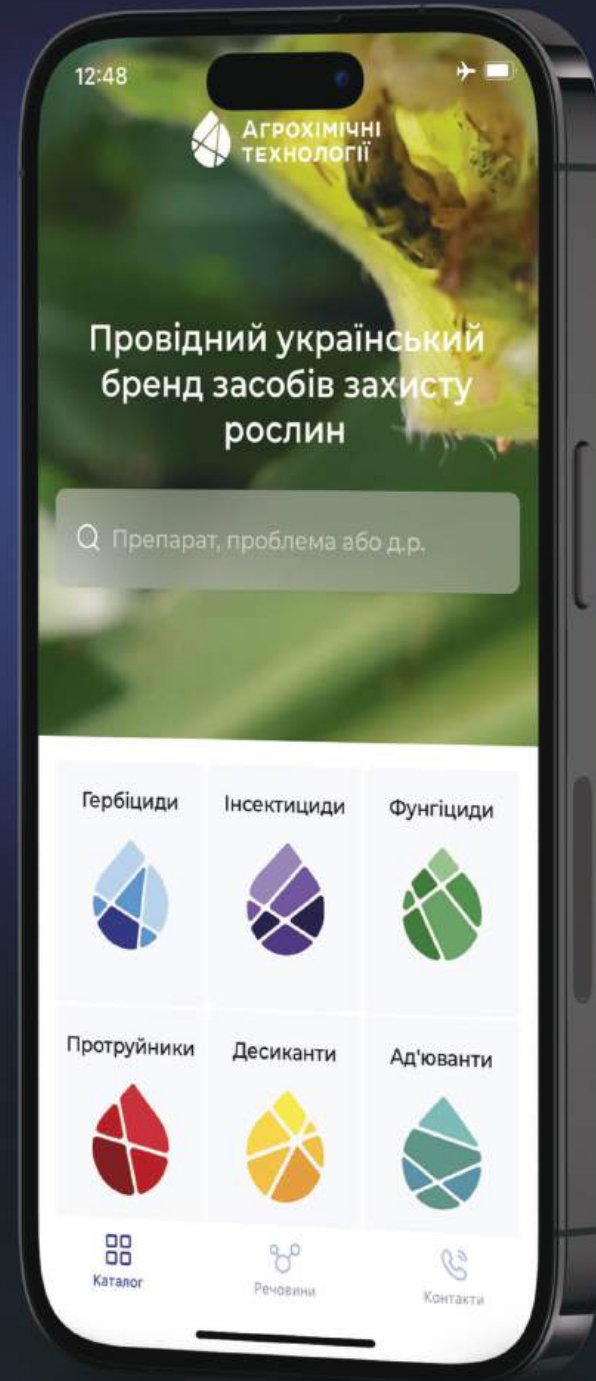 12:48
АГРОХІМІЧНІ
ТЕХНОЛОГІЇ
Провідний український
бренд засобів захисту
рослин
Препарат, проблема або д.р.
Гербіциди
Інсектициди
Фунгіциди
Протруйники
Десиканти
Ад'юванти
Каталог
Речовини
Контакти